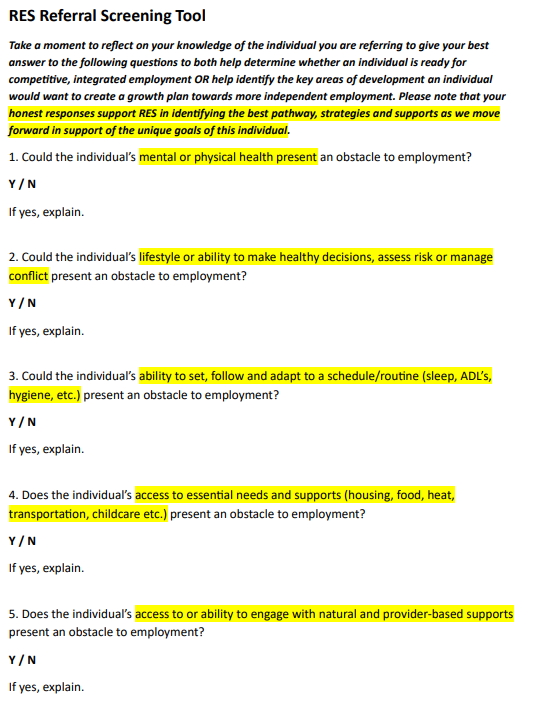 RES Referral Screening Tool
Take a moment to reflect on your knowledge of the individual you are referring to give your best
answer to the following questions to both help determine whether an individual is ready for
competitive, integrated employment OR help identify the key areas of development an individual
would want to create a growth plan towards more independent employment. Please note that your
honest responses support RES in identifying the best pathway, strategies and supports as we move
forward in support of the unique goals of this individual.
1. Could the individual’s mental or physical health present an obstacle to employment?
Y / N
If yes, explain.
2. Could the individual’s lifestyle or ability to make healthy decisions, assess risk or manage
conflict present an obstacle to employment?
Y / N
If yes, explain.
3. Could the individual’s ability to set, follow and adapt to a schedule/routine (sleep, ADL’s,
hygiene, etc.) present an obstacle to employment?
Y / N
If yes, explain.
4. Does the individual’s access to essential needs and supports (housing, food, heat,
transportation, childcare etc.) present an obstacle to employment?
Y / N
If yes, explain.
5. Does the individual’s access to or ability to engage with natural and provider-based supports
present an obstacle to employment?
Y / N
If yes, explain.